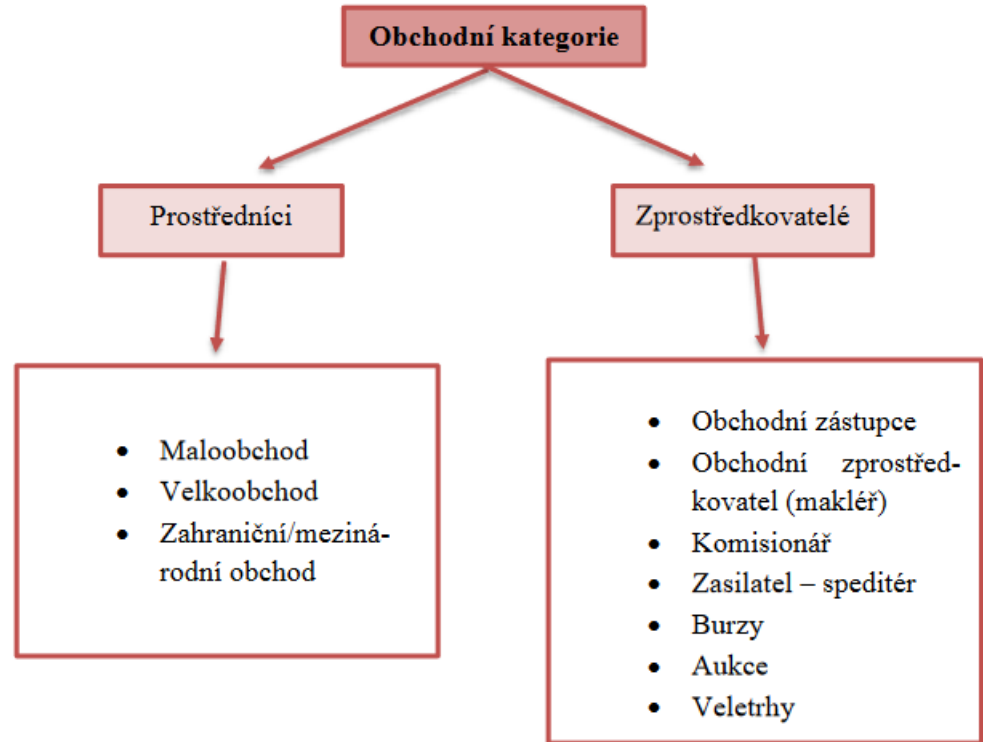 Obchodní kategorie
Prostředníci
Zprostředkovatelé
• Maloobchod
• Velkoobchod
• Zahraniční/meziná-
rodní obchod
• Obchodní zástupce
• Obchodní zprostřed-
kovatel (makléř)
• Komisionář
• Zasilatel – speditér
• Burzy
• Aukce
• Veletrhy